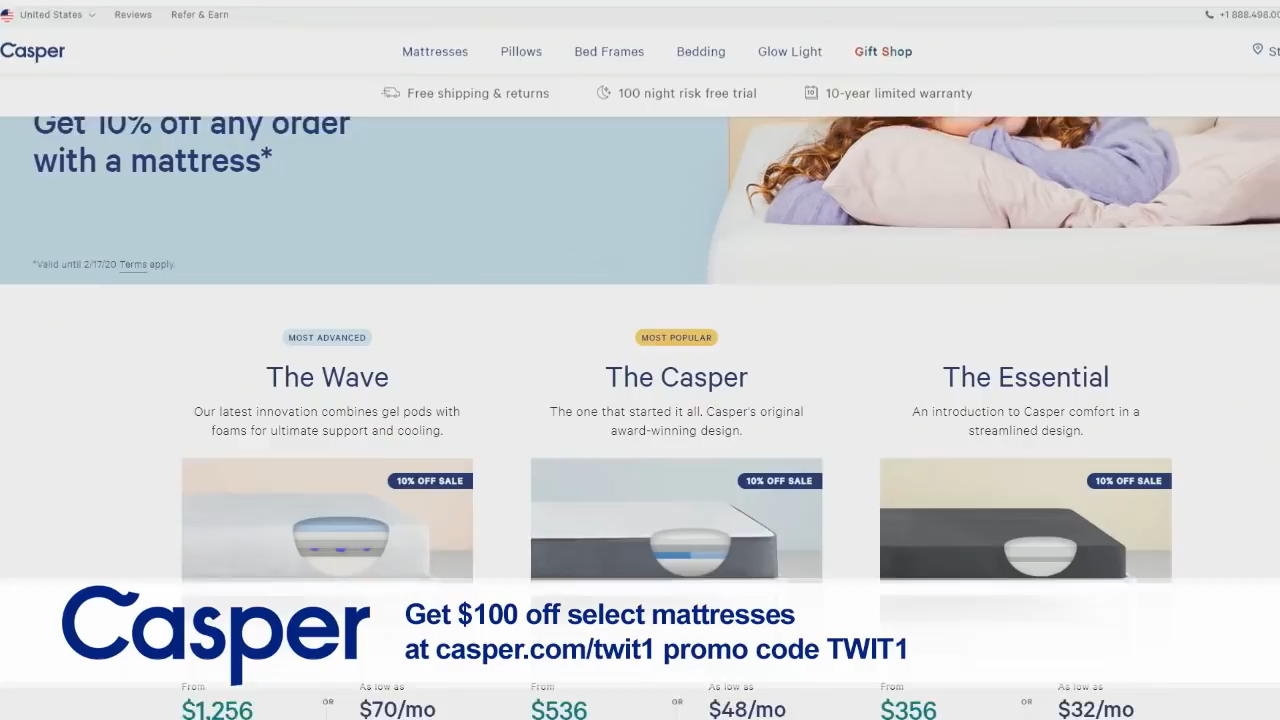 United States
Reviews
Refer & Earn
+1 888.498.00
Casper
Mattresses
Pillows
Bed Frames
Bedding
Glow Light
Gift Shop
St
Free shipping & returns
100 night risk free trial
10-year limited warranty
Get 10% off any order
with a mattress*
*Valid until 2/17/20 Terms apply.
MOST ADVANCED
The Wave
Our latest innovation combines gel pods with
foams for ultimate support and cooling.
10% OFF SALE
MOST POPULAR
The Casper
The one that started it all. Casper's original
award-winning design.
10% OFF SALE
The Essential
An introduction to Casper comfort in a
streamlined design.
10% OFF SALE
Casper
Get $100 off select mattresses
at casper.com/twit1 promo code TWIT1
From
$1,256
OR
As low as
$70/mo
From
$536
OR
As low as
$48/mo
From
$356
OR
As low as
$32/mo